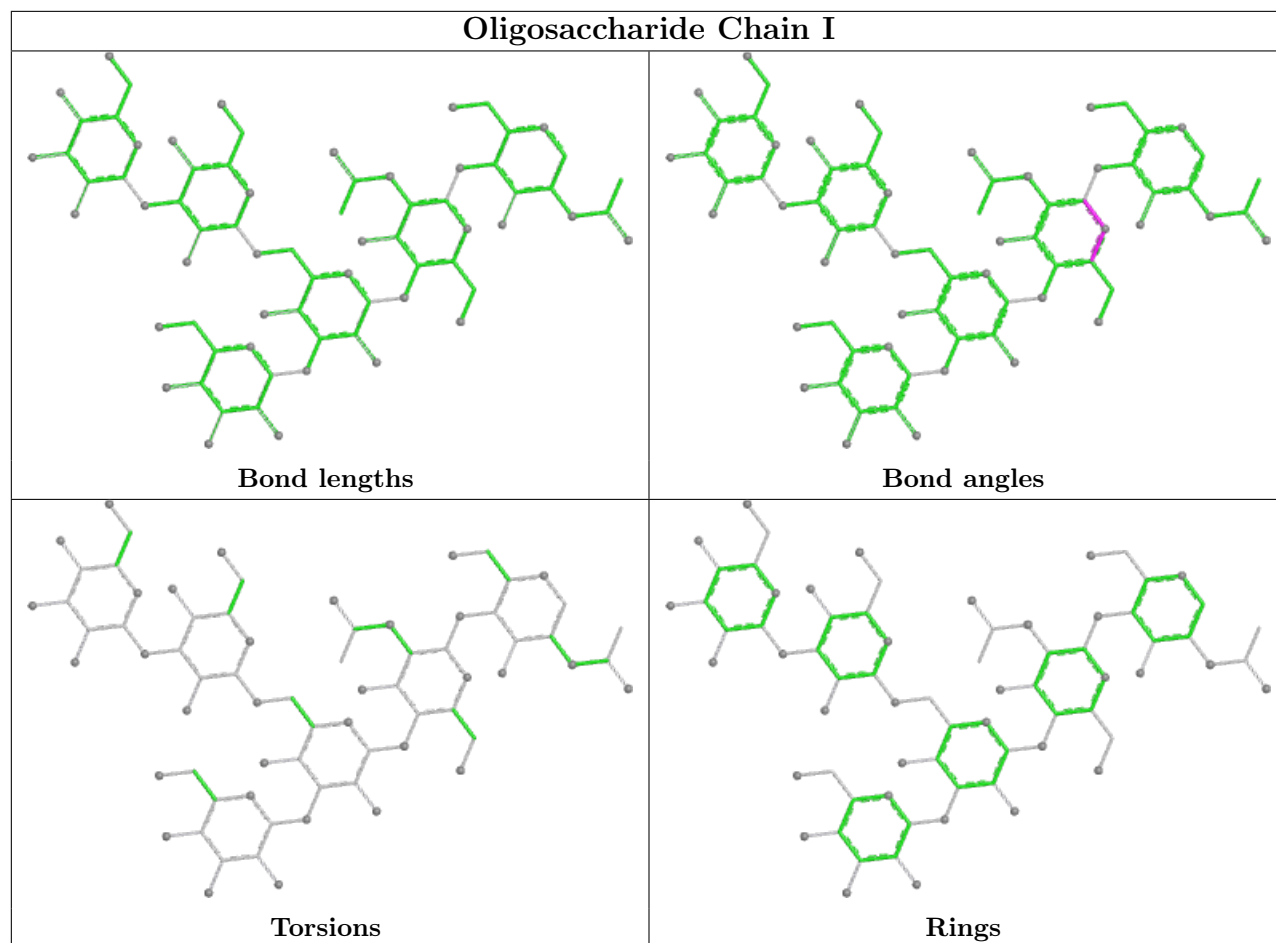 Oligosaccharide Chain I
Bond lengths
Bond angles
Torsions
Rings